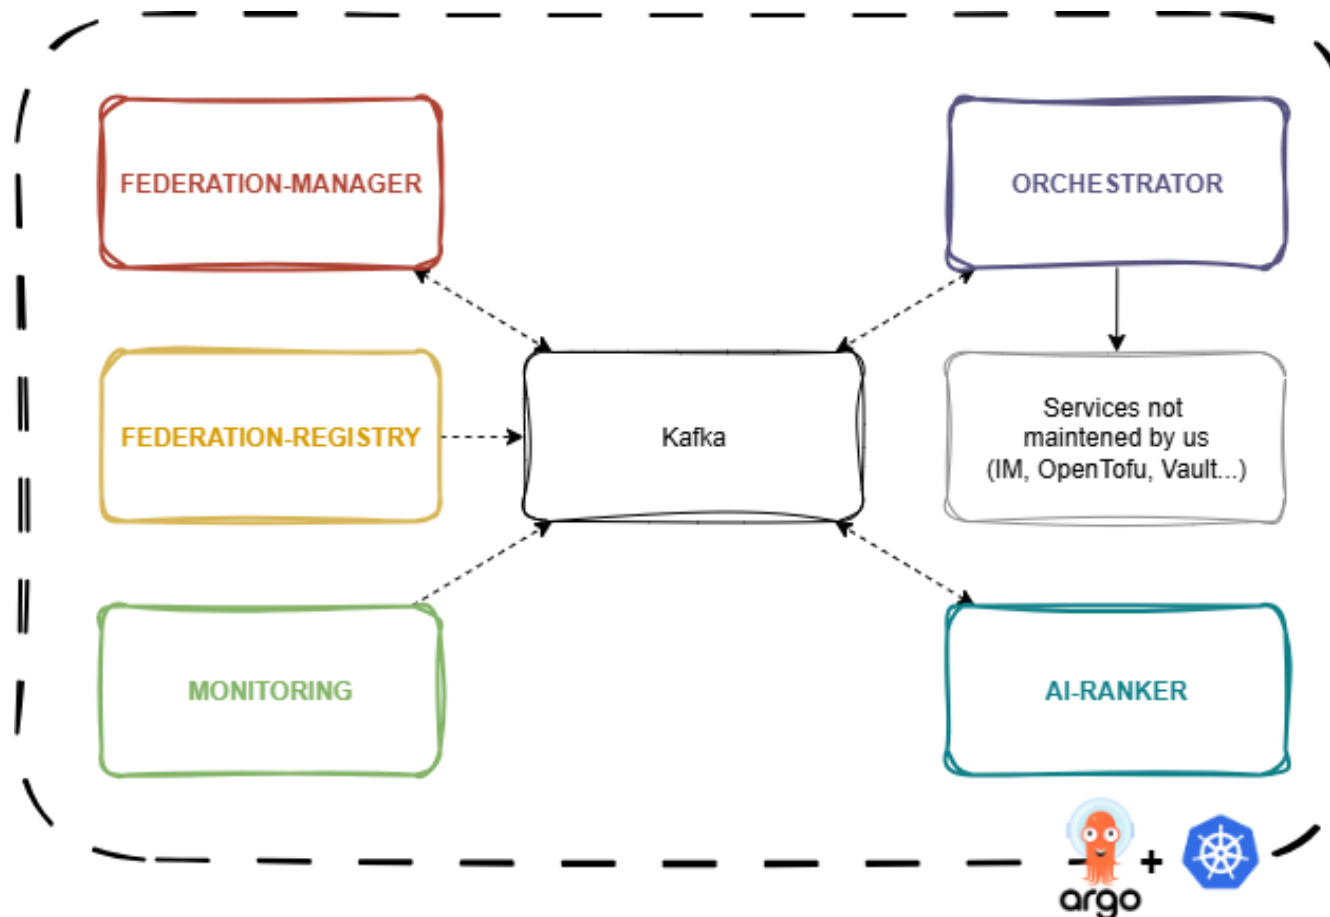 FEDERATION-MANAGER
ORCHESTRATOR
FEDERATION-REGISTRY
Kafka
Services not
maintened by us
(IM, OpenTofu, Vault...)
MONITORING
AI-RANKER
+
argo